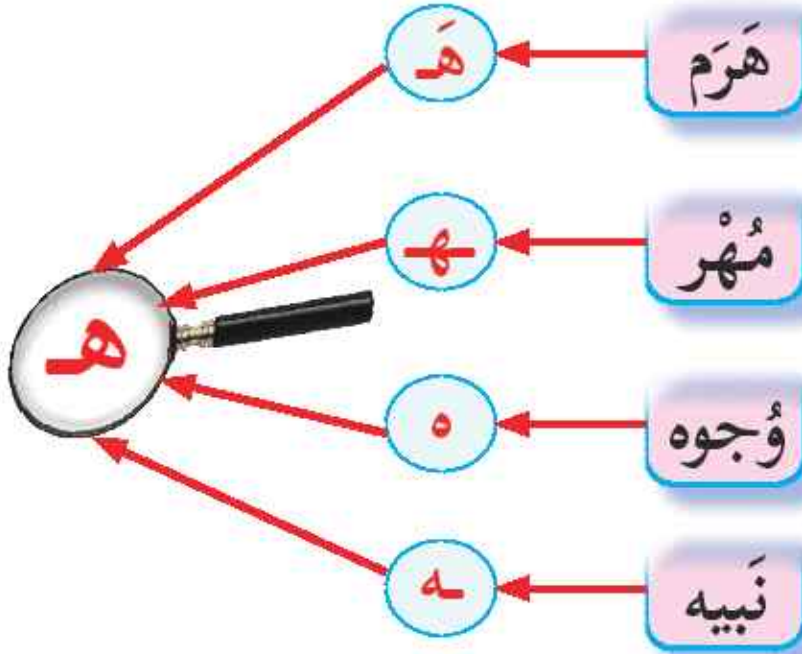 هَرَم هَـ
مُهْر ـهـ
هـ
وُجوه ه
نَبيه ـه